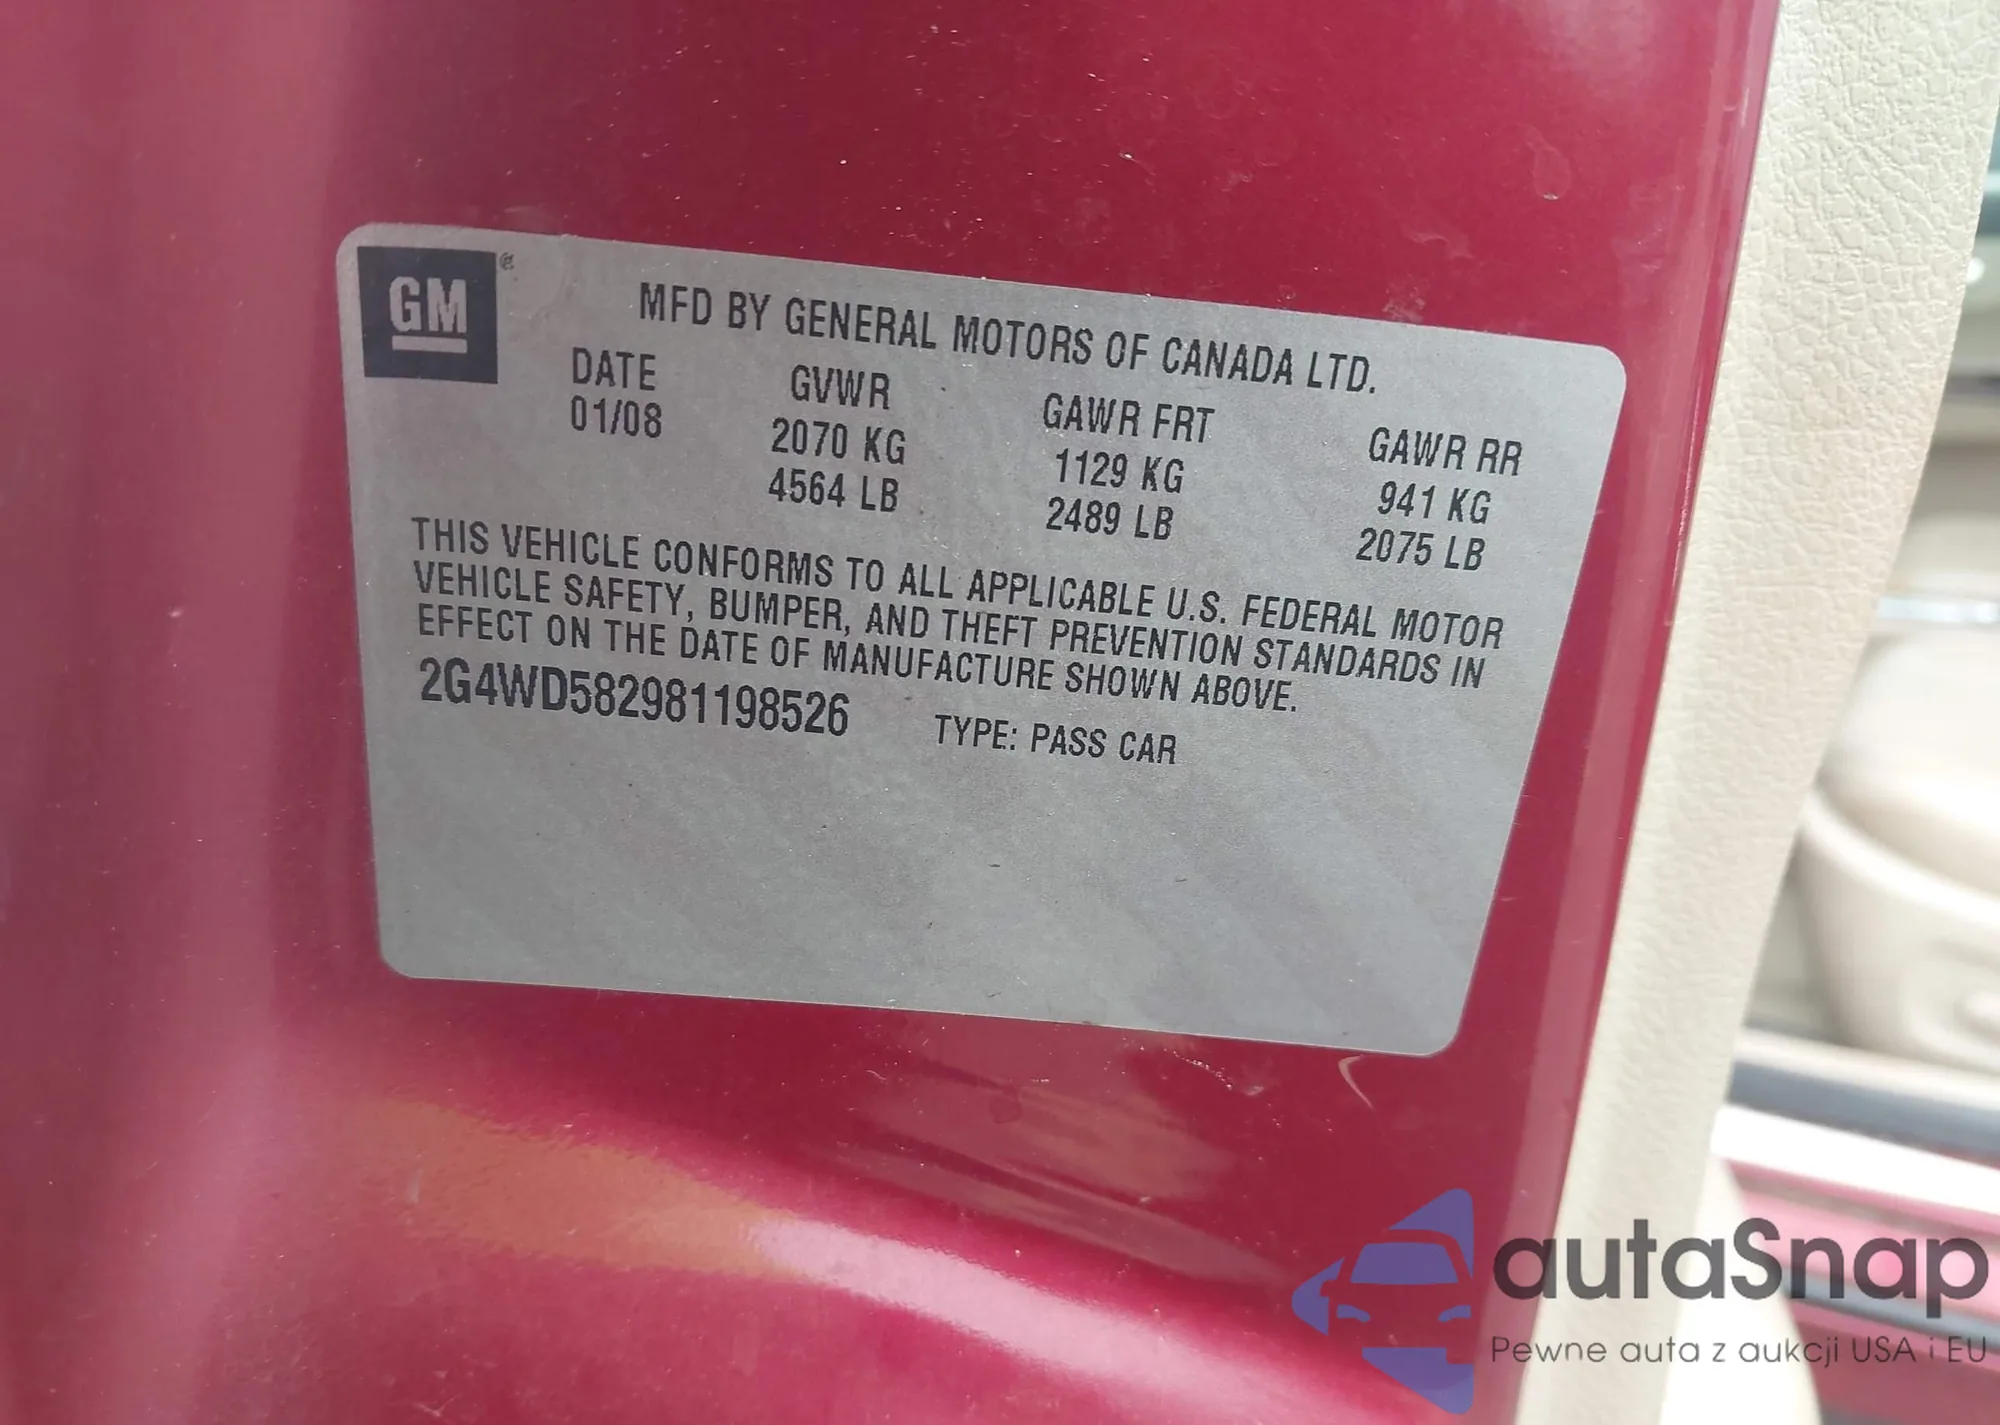 GM
MFD BY GENERAL MOTORS OF CANADA LTD.
DATE GVWR GAWR FRT GAWR RR
01/08 2070 KG 1129 KG 941 KG
4564 LB 2489 LB 2075 LB
THIS VEHICLE CONFORMS TO ALL APPLICABLE U.S. FEDERAL MOTOR
VEHICLE SAFETY, BUMPER, AND THEFT PREVENTION STANDARDS IN
EFFECT ON THE DATE OF MANUFACTURE SHOWN ABOVE.
2G4WD582981198526 TYPE: PASS CAR
autaSnap
Pewne auta z aukcji USA i EU